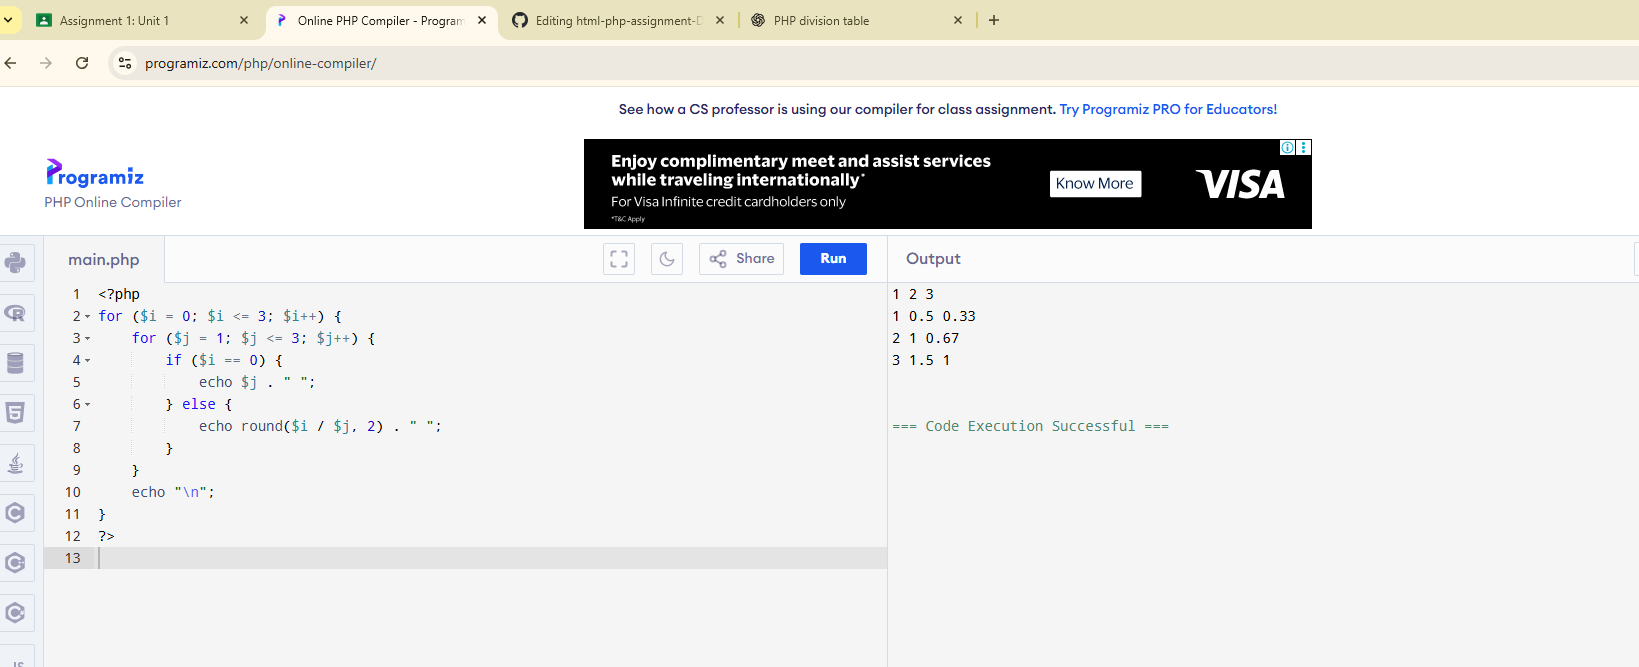 Assignment 1: Unit 1
Online PHP Compiler - Program
Editing html-php-assignment-D
PHP division table
programiz.com/php/online-compiler/
See how a CS professor is using our compiler for class assignment. Try Programiz PRO for Educators!
Programiz
PHP Online Compiler
Enjoy complimentary meet and assist services
while traveling internationally*
For Visa Infinite credit cardholders only
*T&C Apply
Know More
VISA
main.php
Share
Run
Output
1 <?php
2 for ($i = 0; $i <= 3; $i++) {
3     for ($j = 1; $j <= 3; $j++) {
4         if ($i == 0) {
5             echo $j . " ";
6         } else {
7             echo round($i / $j, 2) . " ";
8         }
9     }
10     echo "\n";
11 }
12 ?>
13
1 2 3
1 0.5 0.33
2 1 0.67
3 1.5 1
=== Code Execution Successful ===
JS